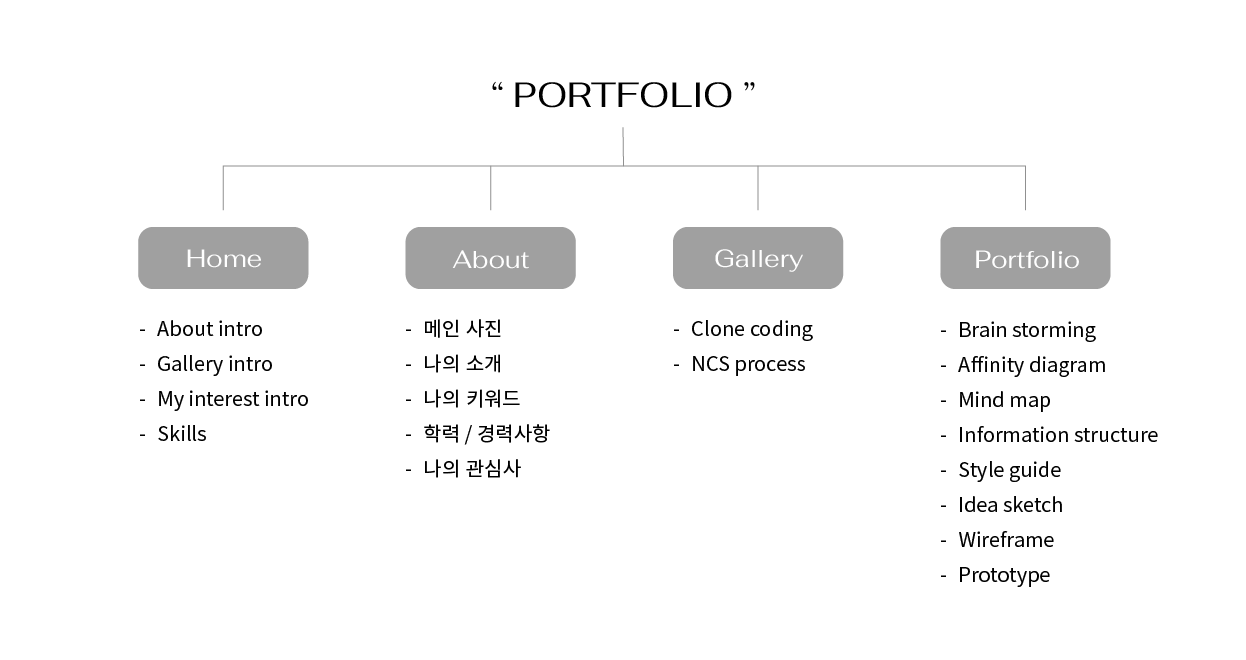 “ PORTFOLIO ”
Home
- About intro
- Gallery intro
- My interest intro
- Skills
About
- 메인 사진
- 나의 소개
- 나의 키워드
- 학력 / 경력사항
- 나의 관심사
Gallery
- Clone coding
- NCS process
Portfolio
- Brain storming
- Affinity diagram
- Mind map
- Information structure
- Style guide
- Idea sketch
- Wireframe
- Prototype